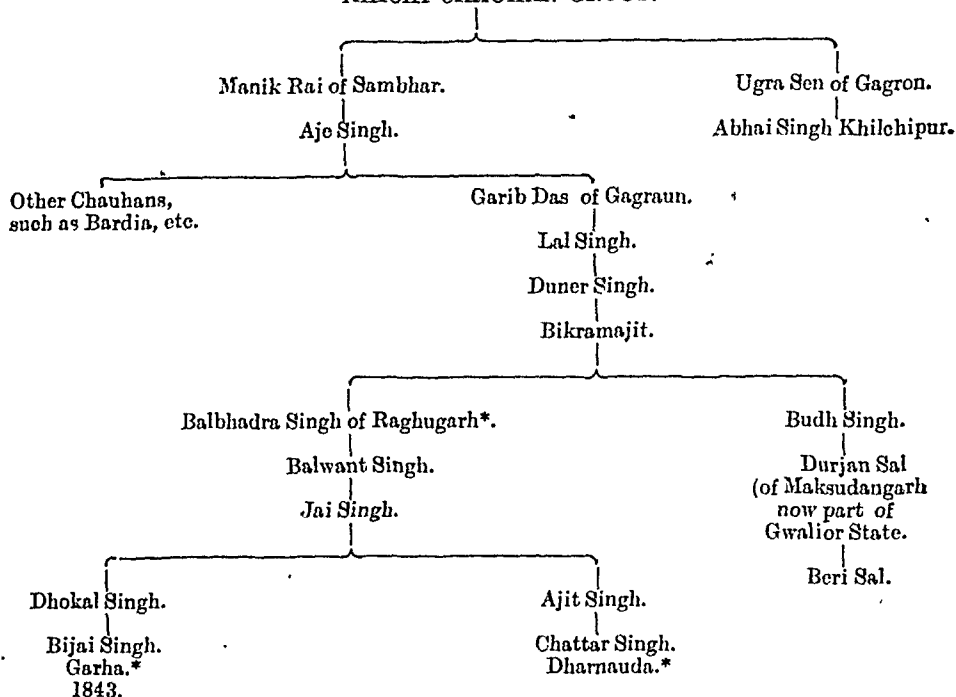 Manik Rai of Sambhar.
Ugra Sen of Gagron.
Aje Singh.
Abhai Singh Khilchipur.
Other Chauhans,
such as Bardia, etc.
Garib Das of Gagraun.
Lal Singh.
Duner Singh.
Bikramajit.
Balbhadra Singh of Raghugarh*.
Budh Singh.
Balwant Singh.
Durjan Sal
(of Maksudangarh
now part of
Gwalior State.
Jai Singh.
Beri Sal.
Dhokal Singh.
Ajit Singh.
Bijai Singh.
Garha.*
1843.
Chattar Singh.
Dharnauda.*